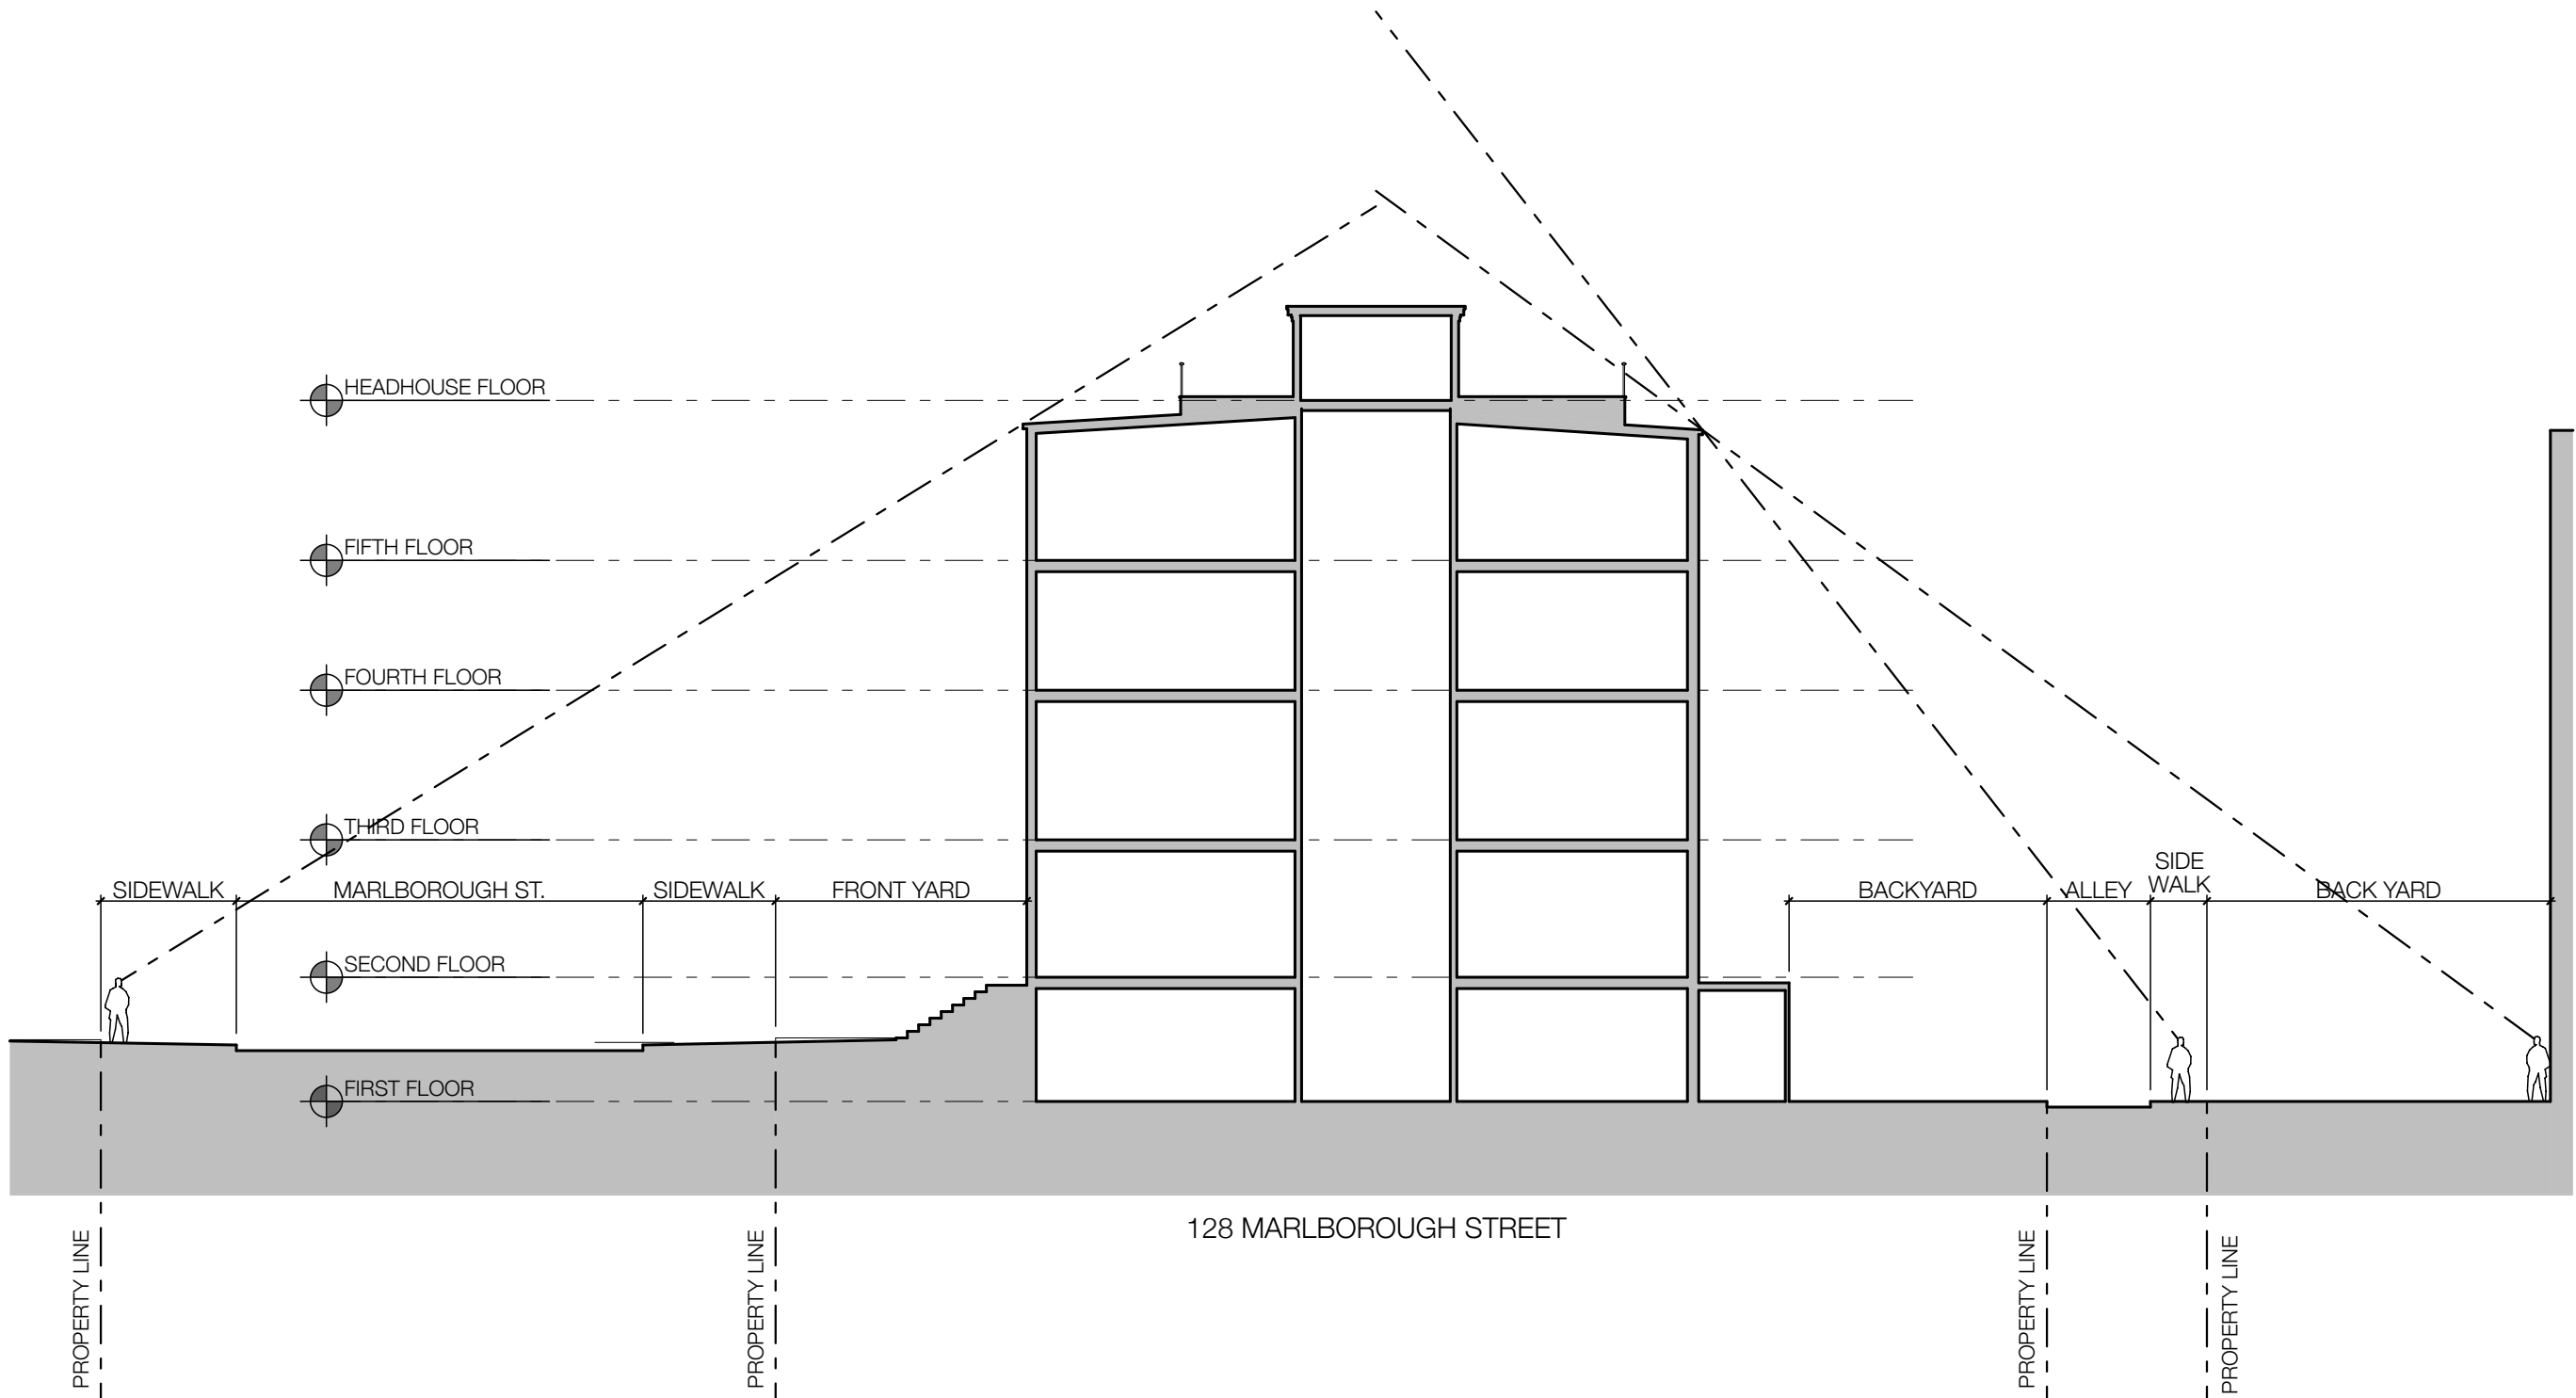 HEADHOUSE FLOOR
FIFTH FLOOR
FOURTH FLOOR
THIRD FLOOR
SIDEWALK
MARLBOROUGH ST.
SIDEWALK
FRONT YARD
BACKYARD
ALLEY
SIDE
WALK
BACK YARD
SECOND FLOOR
FIRST FLOOR
128 MARLBOROUGH STREET
PROPERTY LINE
PROPERTY LINE
PROPERTY LINE
PROPERTY LINE